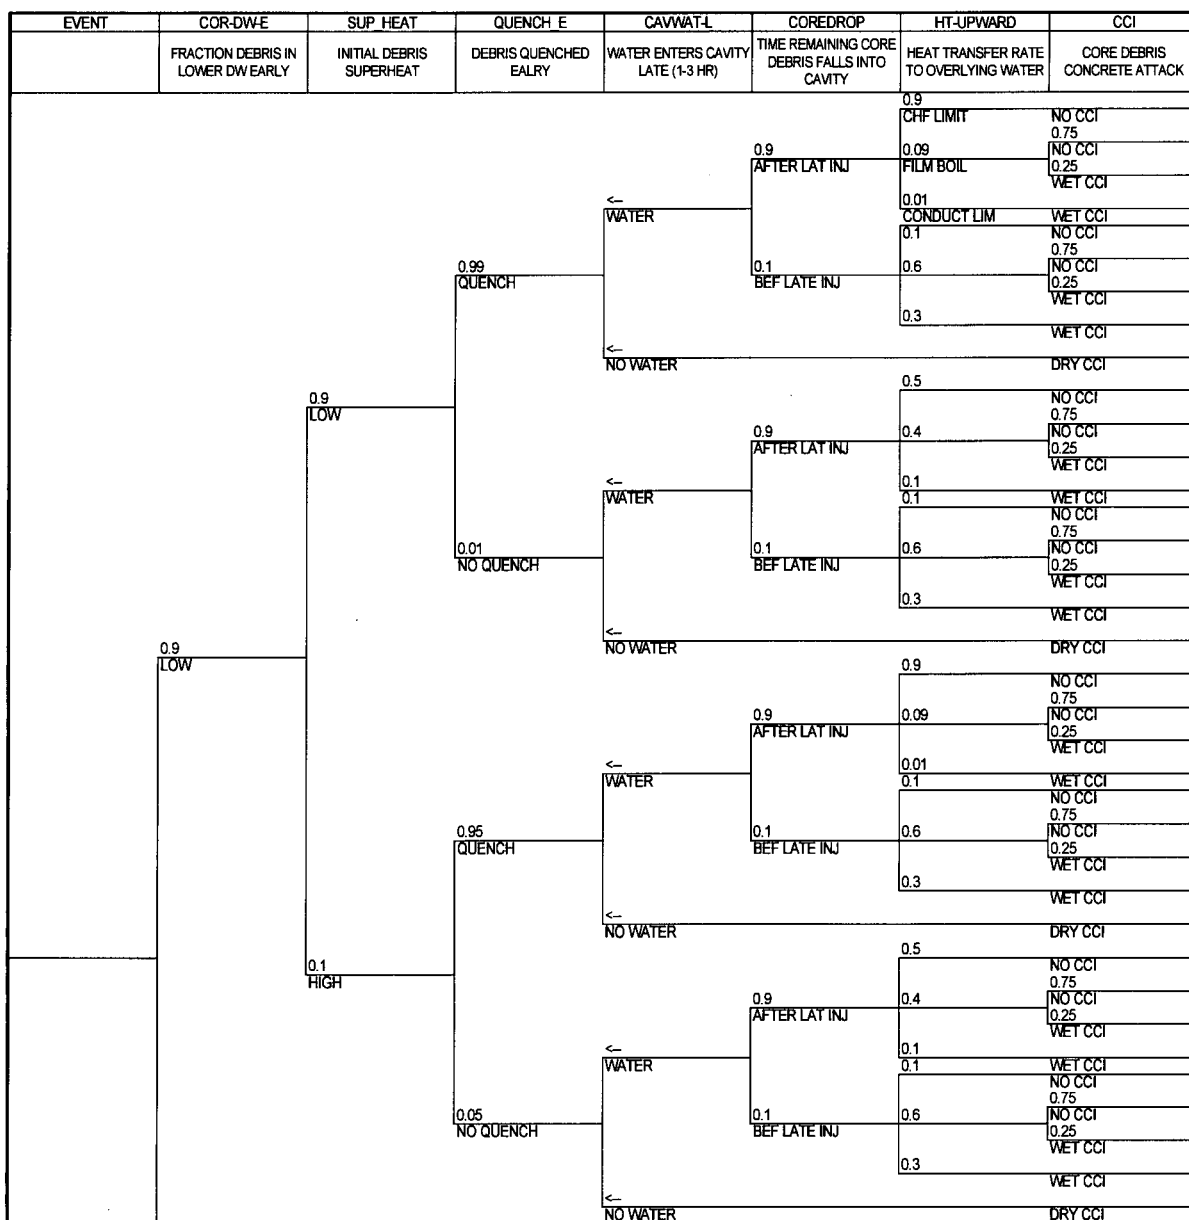 EVENT COR-DW-E SUP_HEAT QUENCH_E CAVWAT-L COREDROP HT-UPWARD CCI
FRACTION DEBRIS IN LOWER DW EARLY
INITIAL DEBRIS SUPERHEAT
DEBRIS QUENCHED EALRY
WATER ENTERS CAVITY LATE (1-3 HR)
TIME REMAINING CORE DEBRIS FALLS INTO CAVITY
HEAT TRANSFER RATE TO OVERLYING WATER
CORE DEBRIS CONCRETE ATTACK
0.9
CHF LIMIT NO CCI
0.75
0.9 0.09 NO CCI
AFTER LAT INJ FILM BOIL 0.25
WET CCI
<-- 0.01
WATER CONDUCT LIM WET CCI
0.1 NO CCI
0.75
0.99 0.1 0.6 NO CCI
QUENCH BEF LATE INJ 0.25
WET CCI
0.3
WET CCI
<--
NO WATER DRY CCI
0.5
0.9 NO CCI
LOW 0.75
0.9 0.4 NO CCI
AFTER LAT INJ 0.25
WET CCI
<-- 0.1
WATER WET CCI
0.1
NO CCI
0.75
0.01 0.1 0.6 NO CCI
NO QUENCH BEF LATE INJ 0.25
WET CCI
0.3
WET CCI
<--
NO WATER DRY CCI
0.9
LOW
0.9
NO CCI
0.75
0.9 0.09 NO CCI
AFTER LAT INJ 0.25
WET CCI
<-- 0.01
WATER WET CCI
0.1
NO CCI
0.75
0.95 0.1 0.6 NO CCI
QUENCH BEF LATE INJ 0.25
WET CCI
0.3
WET CCI
<--
NO WATER DRY CCI
0.5
0.1 NO CCI
HIGH 0.75
0.9 0.4 NO CCI
AFTER LAT INJ 0.25
WET CCI
<-- 0.1
WATER WET CCI
0.1
NO CCI
0.75
0.05 0.1 0.6 NO CCI
NO QUENCH BEF LATE INJ 0.25
WET CCI
0.3
WET CCI
<--
NO WATER DRY CCI